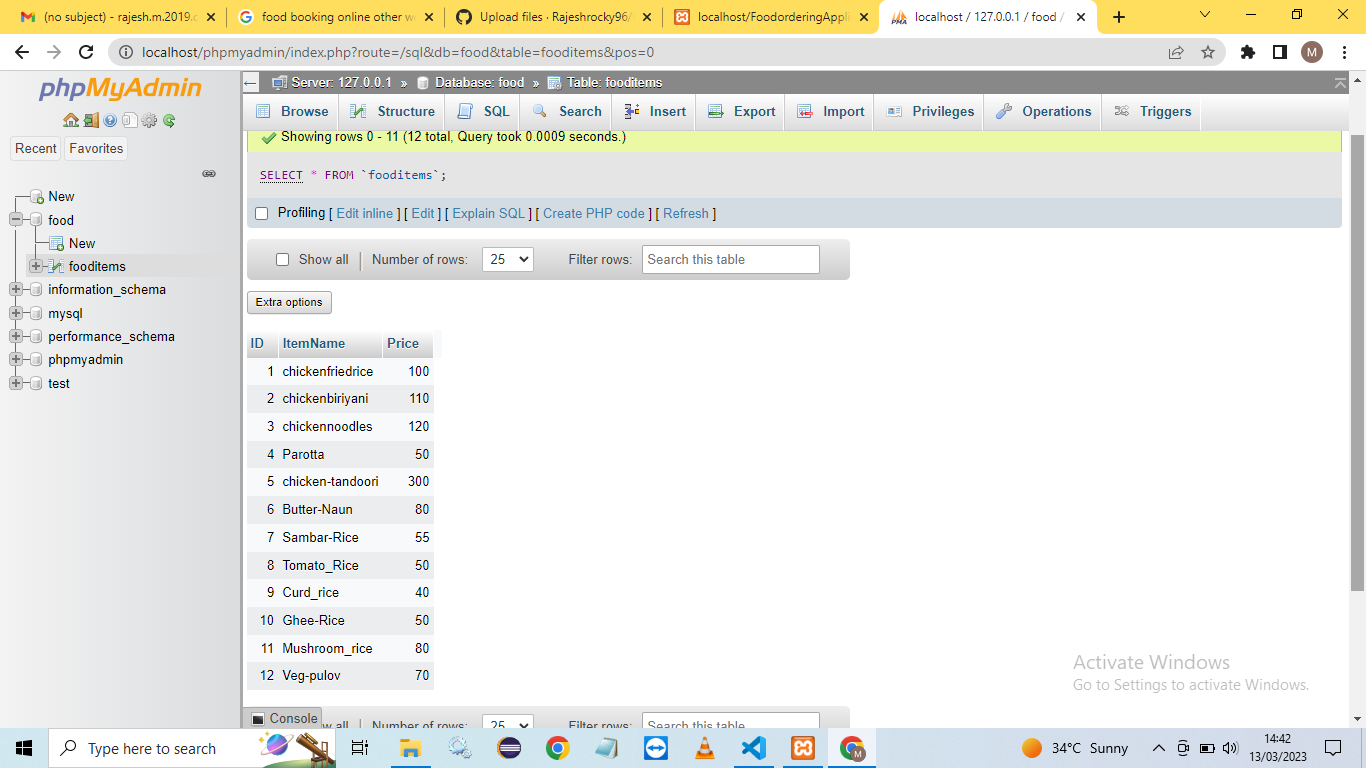 (no subject) - rajesh.m.2019.c
food booking online other we
Upload files · Rajeshrocky96/
localhost/FoodorderingAppli
localhost / 127.0.0.1 / food /
localhost/phpmyadmin/index.php?route=/sql&db=food&table=fooditems&pos=0
M
phpMyAdmin
Recent
Favorites
New
food
New
fooditems
information_schema
mysql
performance_schema
phpmyadmin
test
Server: 127.0.0.1 » Database: food » Table: fooditems
Browse Structure SQL Search Insert Export Import Privileges Operations Triggers
Showing rows 0 - 11 (12 total, Query took 0.0009 seconds.)
SELECT * FROM `fooditems`;
Profiling [ Edit inline ] [ Edit ] [ Explain SQL ] [ Create PHP code ] [ Refresh ]
Show all | Number of rows: 25 Filter rows: Search this table
Extra options
ID ItemName Price
1 chickenfriedrice 100
2 chickenbiriyani 110
3 chickennoodles 120
4 Parotta 50
5 chicken-tandoori 300
6 Butter-Naun 80
7 Sambar-Rice 55
8 Tomato_Rice 50
9 Curd_rice 40
10 Ghee-Rice 50
11 Mushroom_rice 80
12 Veg-pulov 70
Activate Windows
Go to Settings to activate Windows.
Console
w all | Number of rows: 25 Filter rows: Search this table
Type here to search
34°C Sunny
14:42
13/03/2023